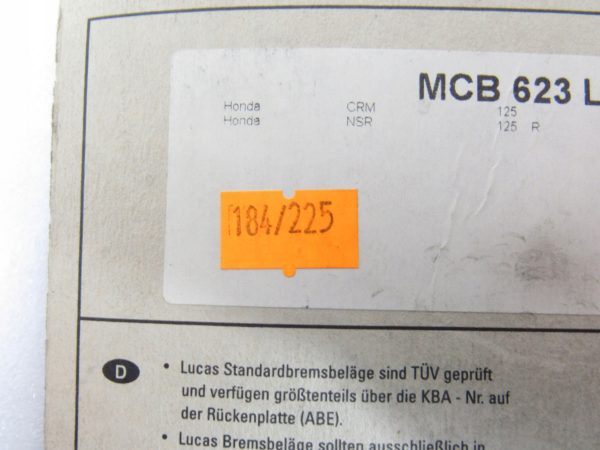 MCB 623 L
Honda CRM 125
Honda NSR 125 R
184/225
D
• Lucas Standardbremsbeläge sind TÜV geprüft
und verfügen größtenteils über die KBA - Nr. auf
der Rückenplatte (ABE).
• Lucas Bremsbeläge sollten ausschließlich in